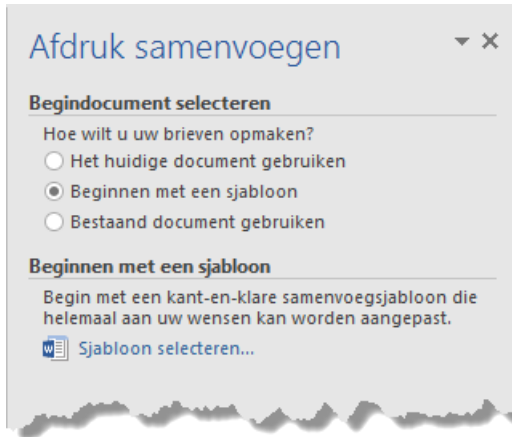 Afdruk samenvoegen
Begindocument selecteren
Hoe wilt u uw brieven opmaken?
Het huidige document gebruiken
Beginnen met een sjabloon
Bestaand document gebruiken
Beginnen met een sjabloon
Begin met een kant-en-klare samenvoegsjabloon die
helemaal aan uw wensen kan worden aangepast.
Sjabloon selecteren...